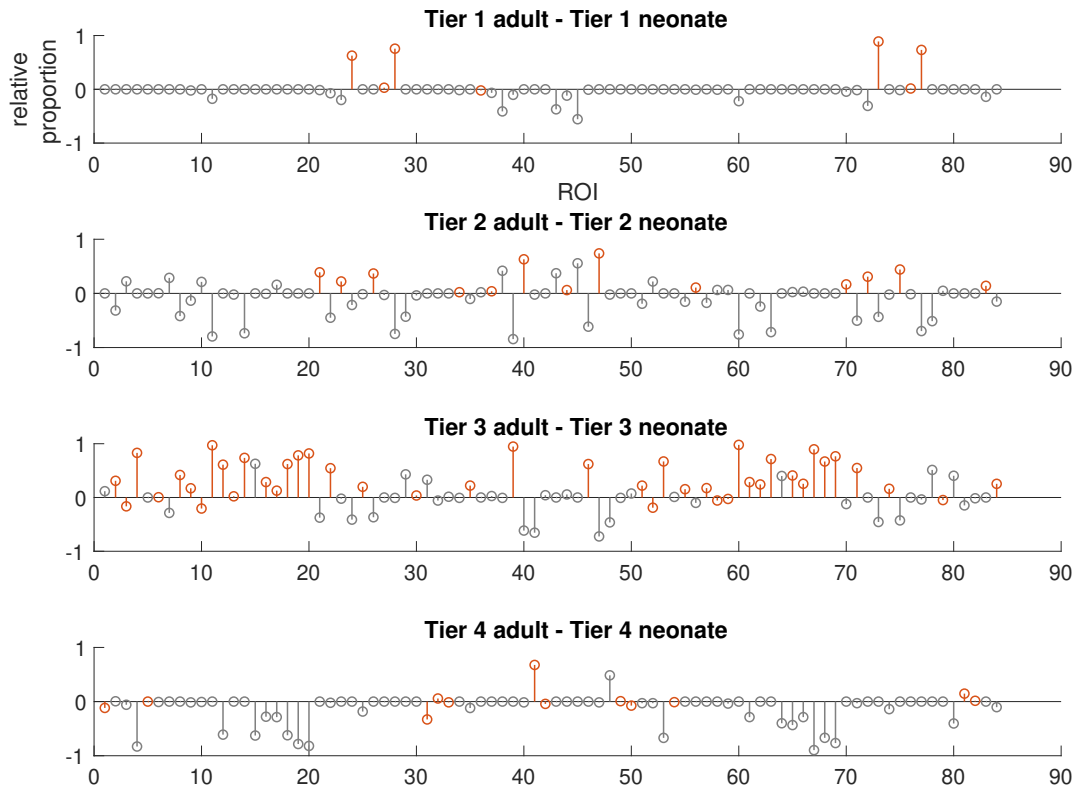 Tier 1 adult - Tier 1 neonate
relative
proportion
1
0
-1
0 10 20 30 40 50 60 70 80 90
ROI
Tier 2 adult - Tier 2 neonate
1
0
-1
0 10 20 30 40 50 60 70 80 90
Tier 3 adult - Tier 3 neonate
1
0
-1
0 10 20 30 40 50 60 70 80 90
Tier 4 adult - Tier 4 neonate
1
0
-1
0 10 20 30 40 50 60 70 80 90